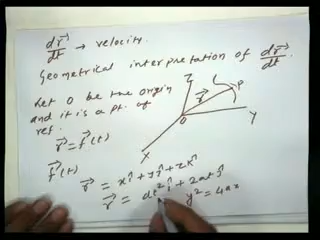 dr⃗/dt → velocity.
Geometrical interpretation of dr⃗/dt.
Let O be the origin
and it is a pt. of
ref.
r⃗ = f⃗(t)
f⃗(t)
Z
P
r⃗
O
Y
X
r⃗ = xî + yĵ + zk̂
r⃗ = at²î + 2atĵ y² = 4ax